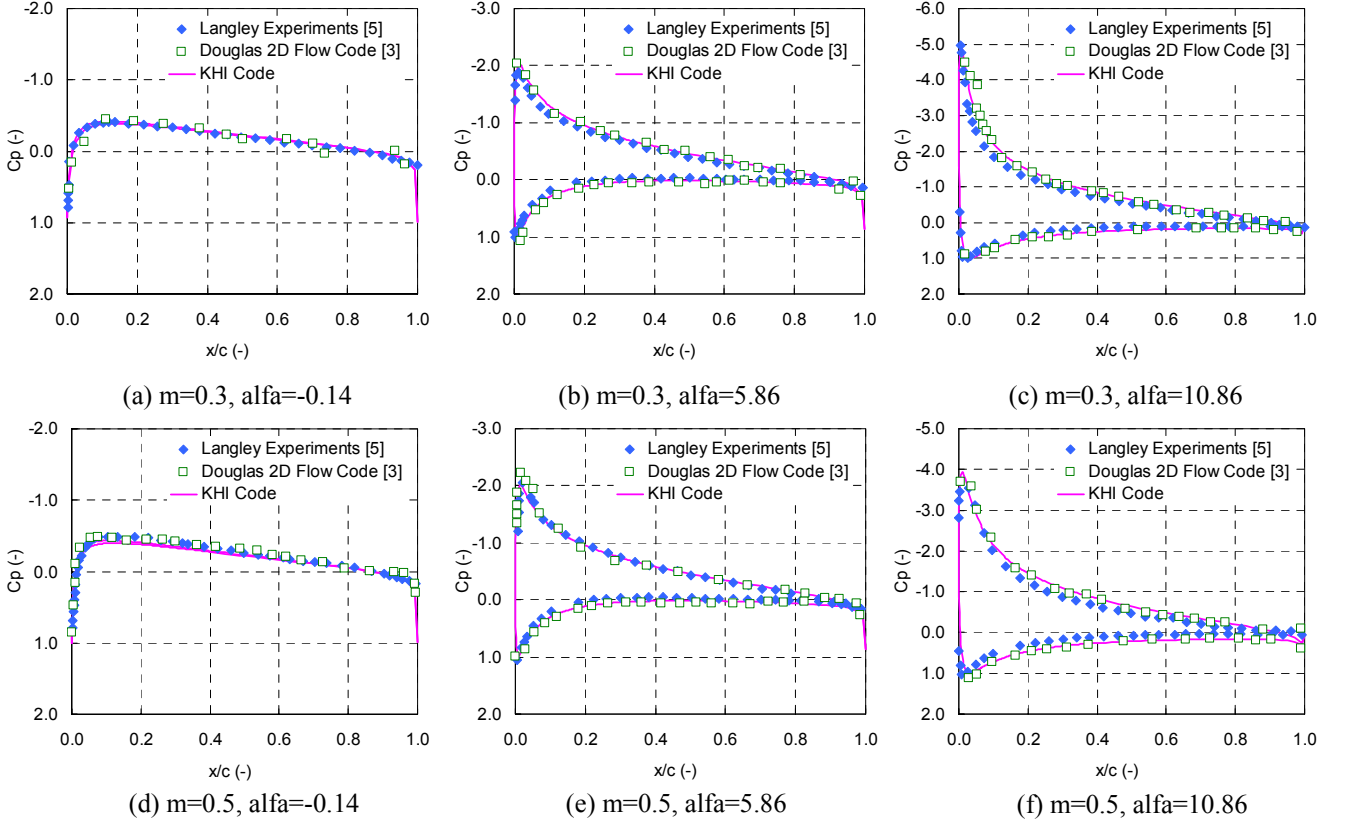 -2.0
-1.0
0.0
1.0
2.0
Cp (-)
Langley Experiments [5]
Douglas 2D Flow Code [3]
KHI Code
0.0 0.2 0.4 0.6 0.8 1.0
x/c (-)
(a) m=0.3, alfa=-0.14
-3.0
-2.0
-1.0
0.0
1.0
2.0
Langley Experiments [5]
Douglas 2D Flow Code [3]
KHI Code
0.0 0.2 0.4 0.6 0.8 1.0
x/c (-)
(b) m=0.3, alfa=5.86
-6.0
-5.0
-4.0
-3.0
-2.0
-1.0
0.0
1.0
2.0
Langley Experiments [5]
Douglas 2D Flow Code [3]
KHI Code
0.0 0.2 0.4 0.6 0.8 1.0
x/c (-)
(c) m=0.3, alfa=10.86
-2.0
-1.0
0.0
1.0
2.0
Cp (-)
Langley Experiments [5]
Douglas 2D Flow Code [3]
KHI Code
0.0 0.2 0.4 0.6 0.8 1.0
x/c (-)
(d) m=0.5, alfa=-0.14
-3.0
-2.0
-1.0
0.0
1.0
2.0
Langley Experiments [5]
Douglas 2D Flow Code [3]
KHI Code
0.0 0.2 0.4 0.6 0.8 1.0
x/c (-)
(e) m=0.5, alfa=5.86
-5.0
-4.0
-3.0
-2.0
-1.0
0.0
1.0
2.0
Langley Experiments [5]
Douglas 2D Flow Code [3]
KHI Code
0.0 0.2 0.4 0.6 0.8 1.0
x/c (-)
(f) m=0.5, alfa=10.86